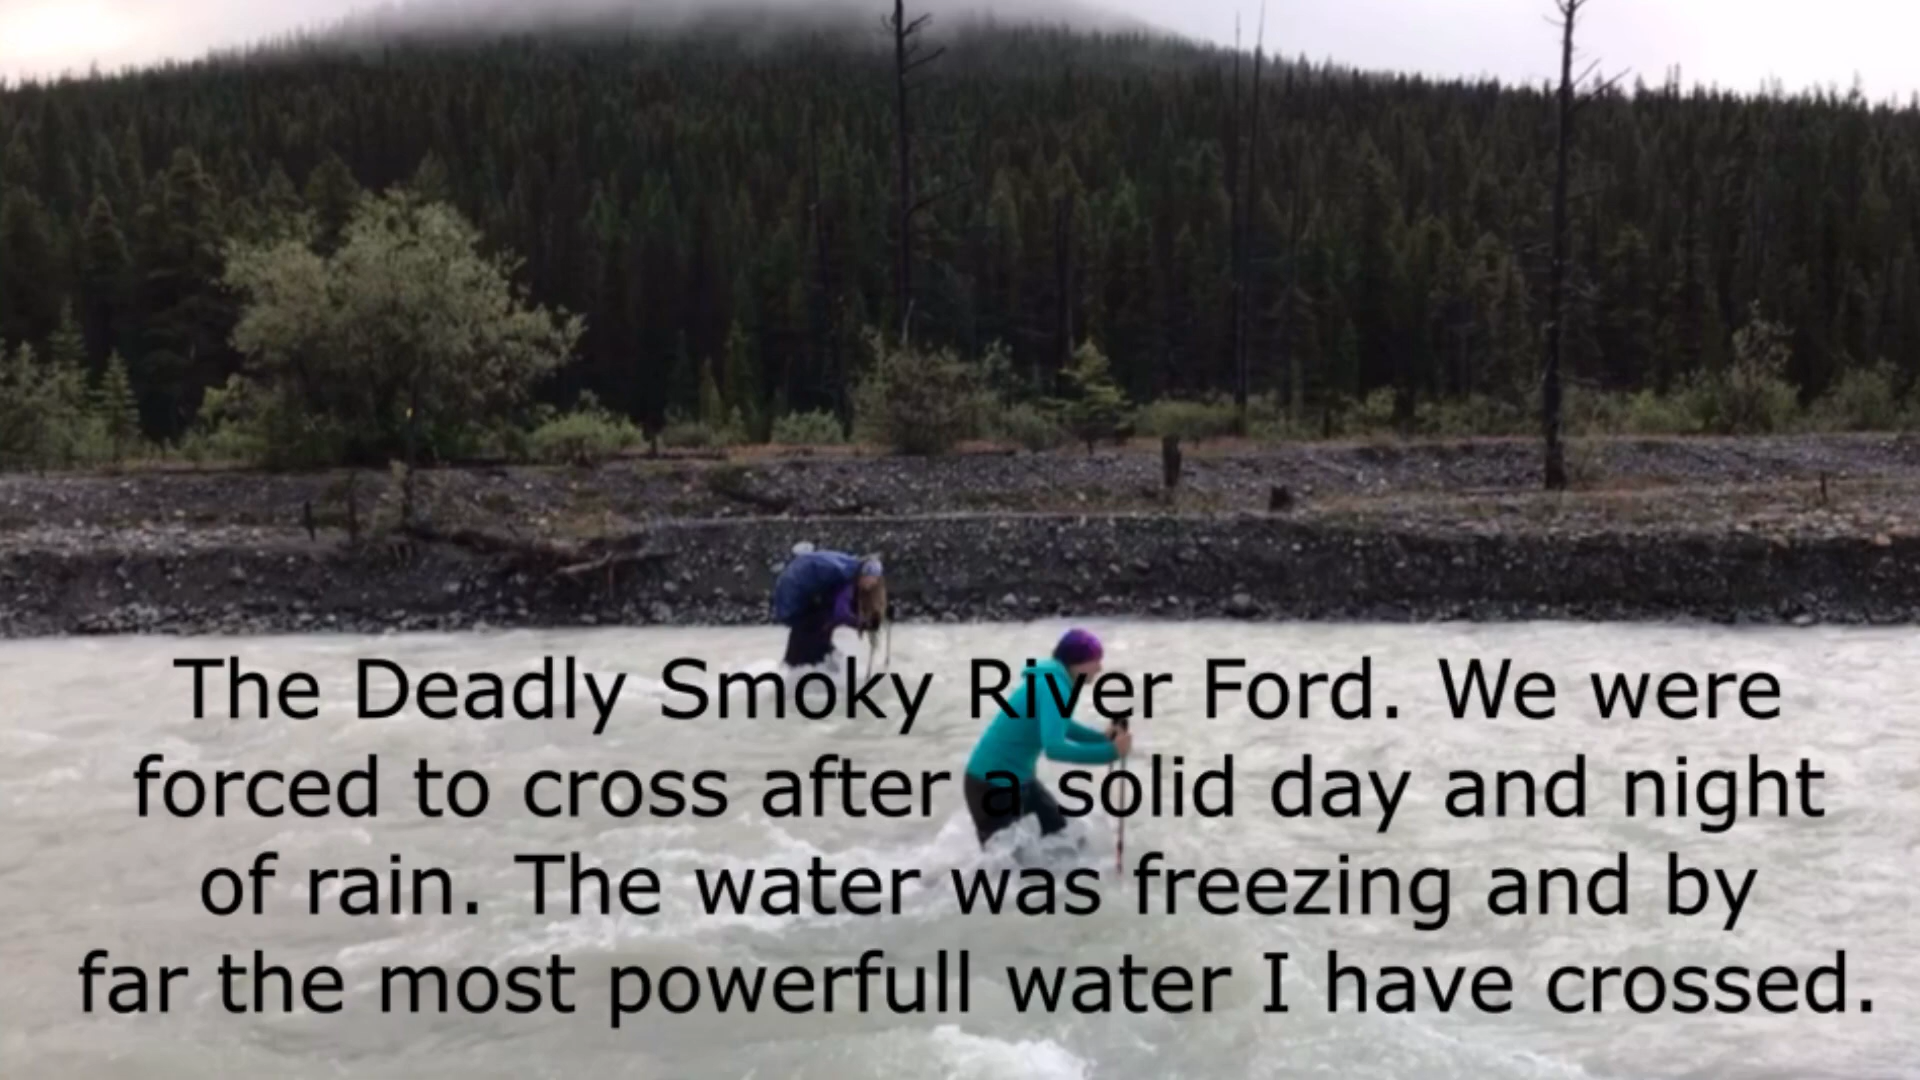 The Deadly Smoky River Ford. We were
forced to cross after a solid day and night
of rain. The water was freezing and by
far the most powerfull water I have crossed.